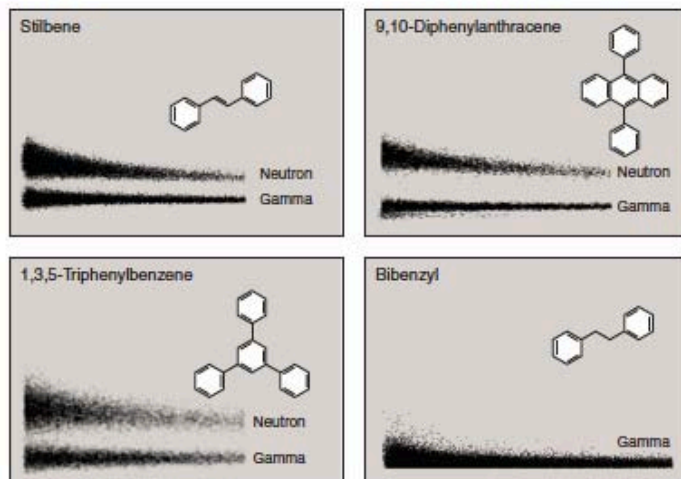 Stilbene
Neutron
Gamma
9,10-Diphenylanthracene
Neutron
Gamma
1,3,5-Triphenylbenzene
Neutron
Gamma
Bibenzyl
Gamma